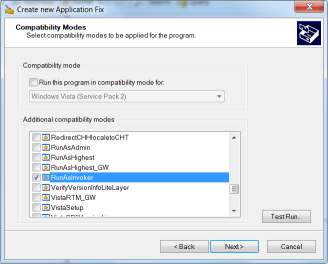 Create new Application Fix
Compatibility Modes
Select compatibility modes to be applied for the program.
Compatibility mode
Run this program in compatibility mode for:
Windows Vista (Service Pack 2)
Additional compatibility modes
RedirectCHHlocaletoCHT
RunAsAdmin
RunAsHighest
RunAsHighest_GW
RunAsInvoker
VerifyVersionInfoLiteLayer
VistaRTM_GW
VistaSetup
Test Run...
< Back
Next >
Cancel